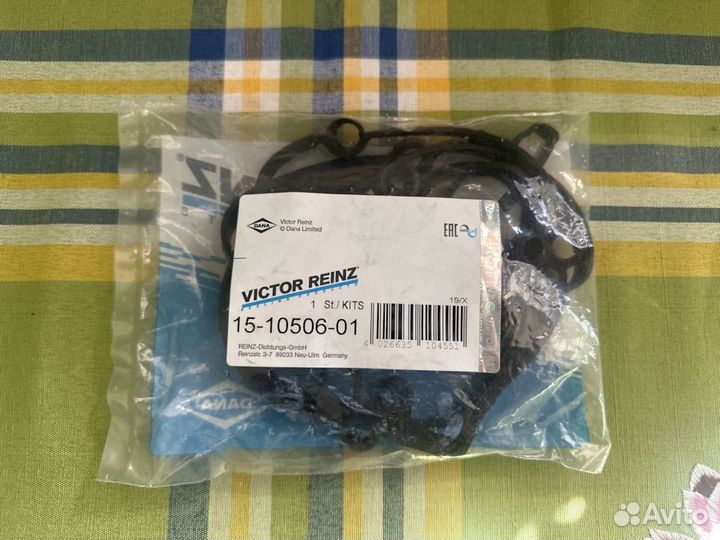 DANA
Victor Reinz
© Dana Limited
EAC
VICTOR REINZ
1 St./KITS
19/X
15-10506-01
4 026635 104551
REINZ-Dichtungs-GmbH
Reinzstr. 3-7 89233 Neu-Ulm Germany
DANA
Avito